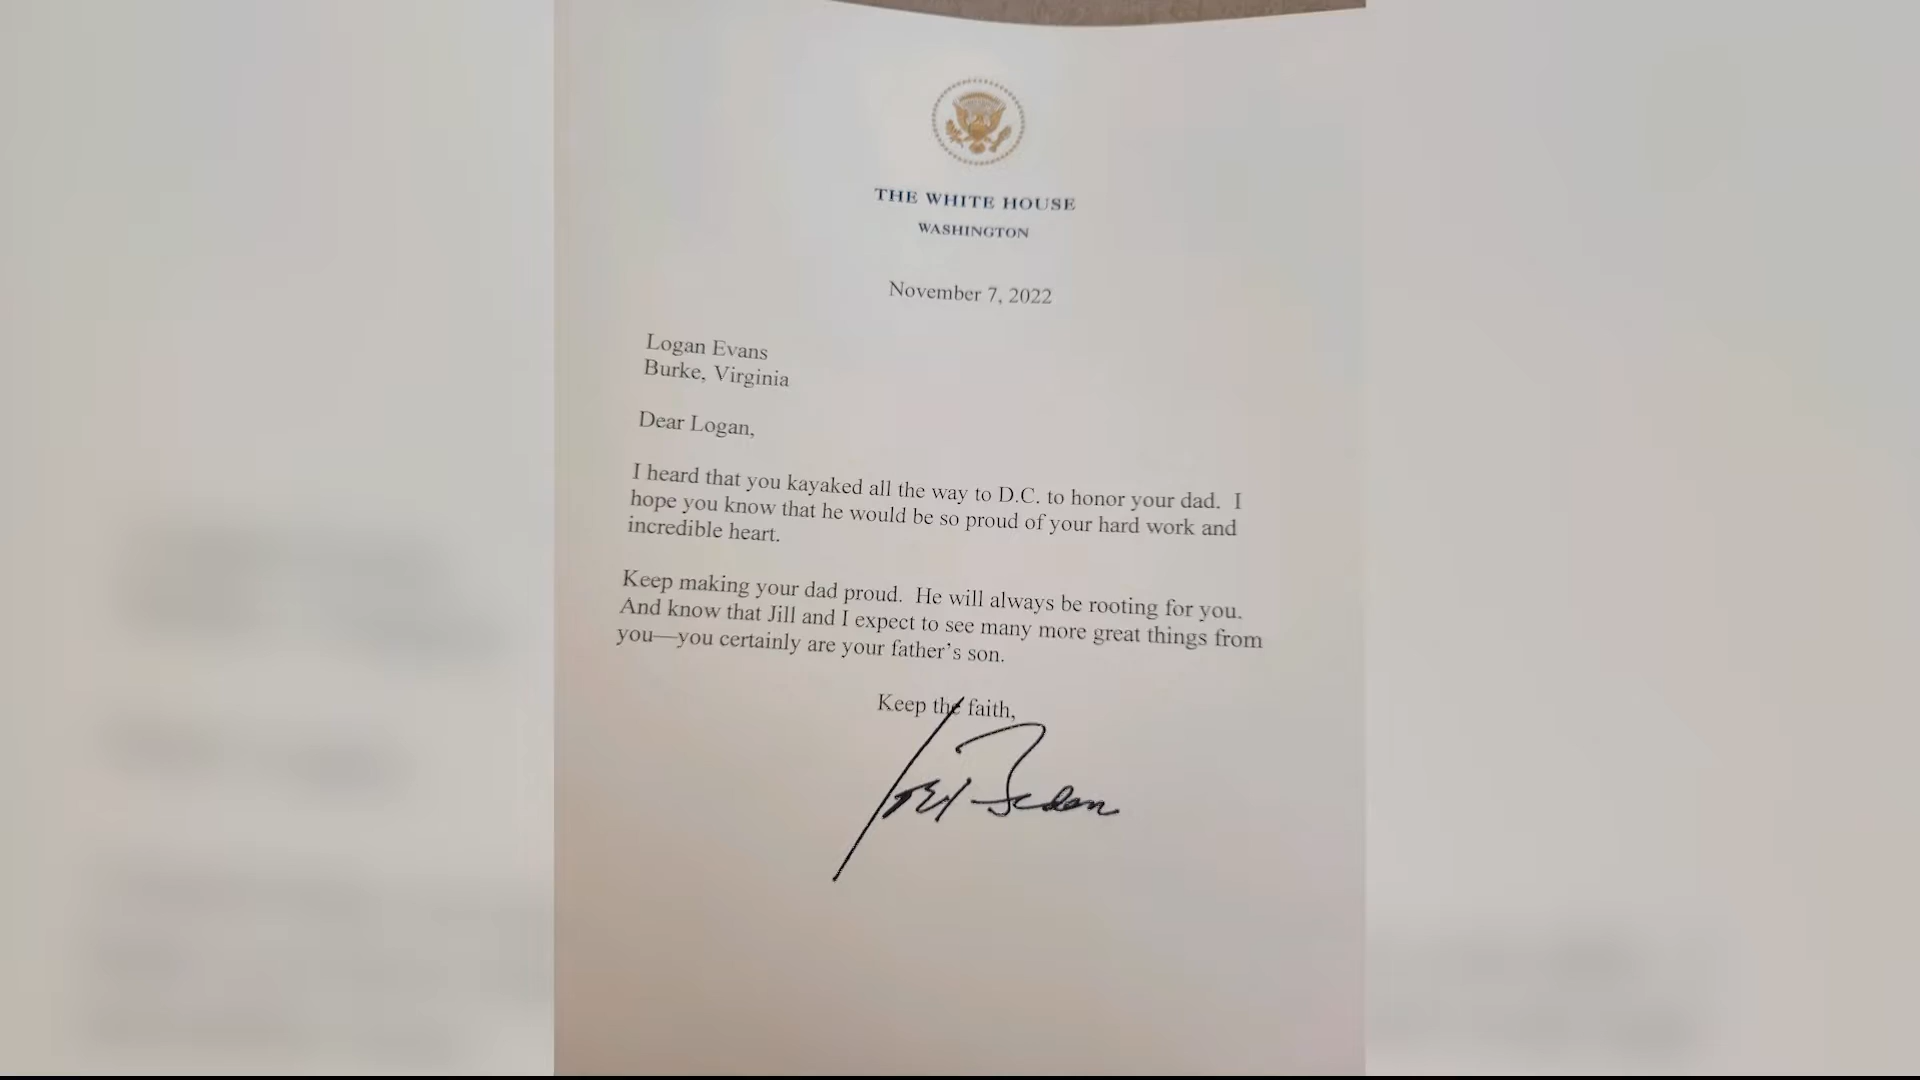 THE WHITE HOUSE
WASHINGTON
November 7, 2022
Logan Evans
Burke, Virginia
Dear Logan,
I heard that you kayaked all the way to D.C. to honor your dad.  I
hope you know that he would be so proud of your hard work and
incredible heart.
Keep making your dad proud.  He will always be rooting for you.
And know that Jill and I expect to see many more great things from
you—you certainly are your father's son.
Keep the faith,
Joe Biden